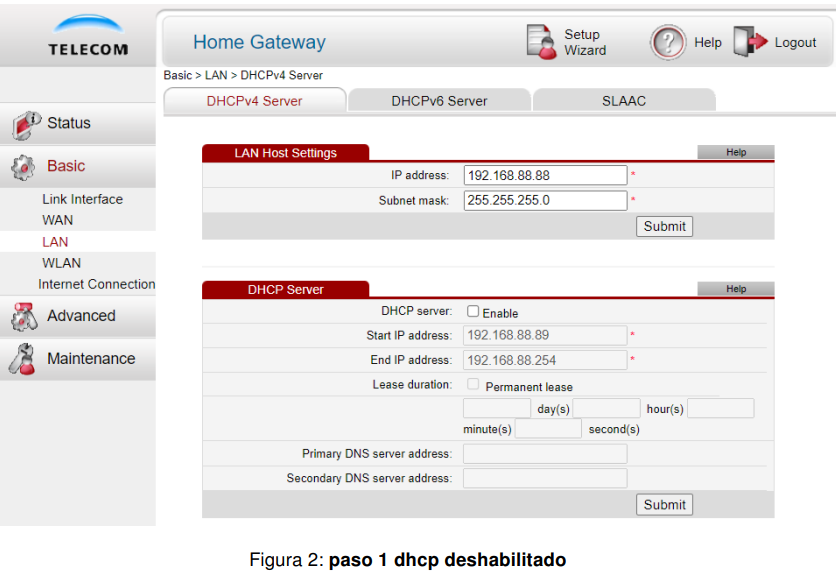 TELECOM
Home Gateway
Setup
Wizard
Help
Logout
Basic > LAN > DHCPv4 Server
DHCPv4 Server
DHCPv6 Server
SLAAC
Status
Basic
Link Interface
WAN
LAN
WLAN
Internet Connection
Advanced
Maintenance
LAN Host Settings
Help
IP address: 192.168.88.88 *
Subnet mask: 255.255.255.0 *
Submit
DHCP Server
Help
DHCP server: Enable
Start IP address: 192.168.88.89 *
End IP address: 192.168.88.254 *
Lease duration: Permanent lease
day(s) hour(s)
minute(s) second(s)
Primary DNS server address:
Secondary DNS server address:
Submit
Figura 2: paso 1 dhcp deshabilitado